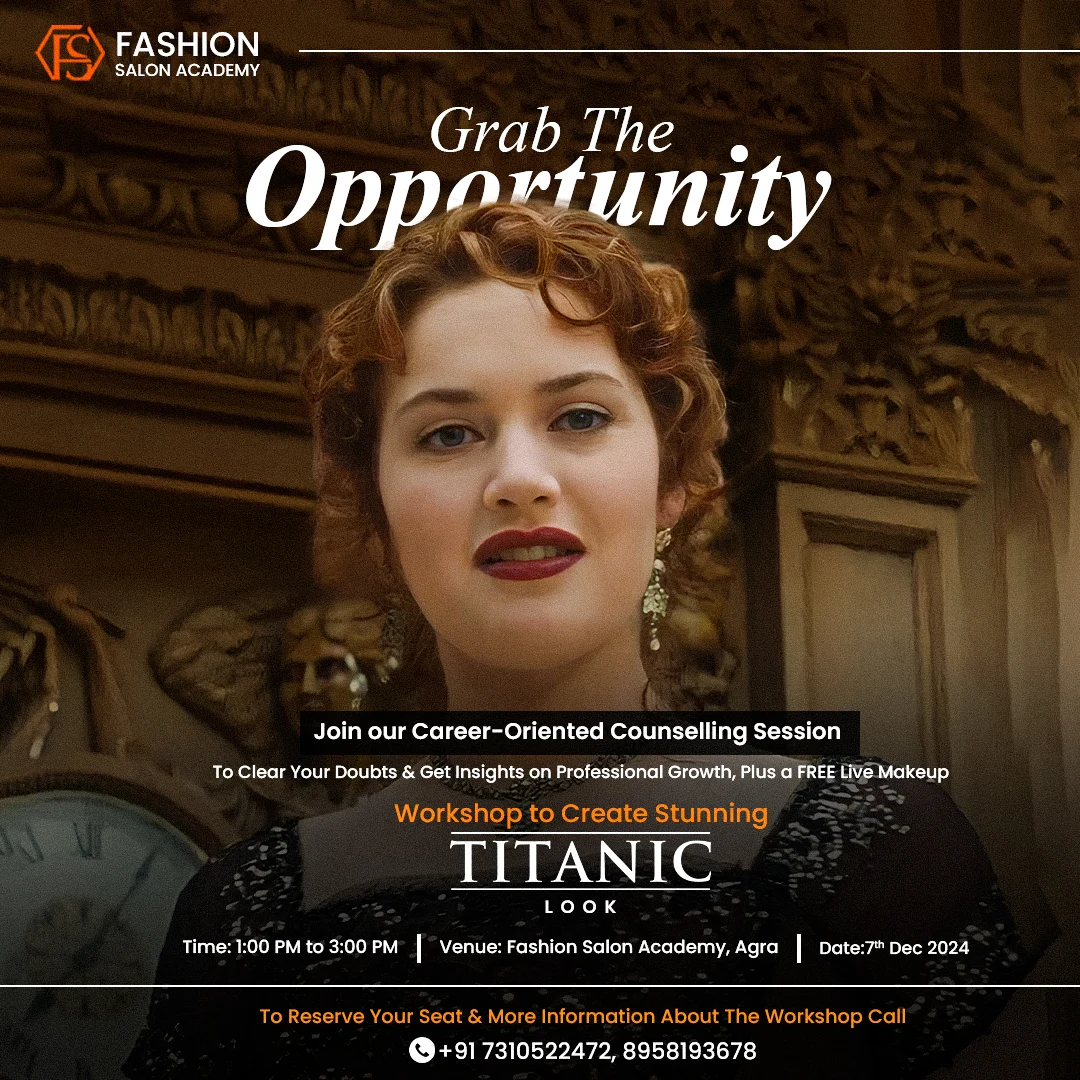 FASHION
SALON ACADEMY
Grab The
Opportunity
Join our Career-Oriented Counselling Session
To Clear Your Doubts & Get Insights on Professional Growth, Plus a FREE Live Makeup
Workshop to Create Stunning
TITANIC
LOOK
Time: 1:00 PM to 3:00 PM | Venue: Fashion Salon Academy, Agra | Date:7th Dec 2024
To Reserve Your Seat & More Information About The Workshop Call
+91 7310522472, 8958193678